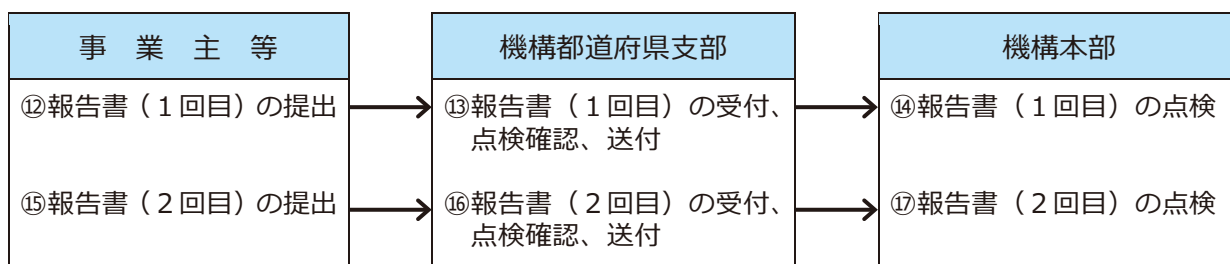 事　業　主　等
機構都道府県支部
機構本部
⑫報告書（１回目）の提出
⑬報告書（１回目）の受付、
点検確認、送付
⑭報告書（１回目）の点検
⑮報告書（２回目）の提出
⑯報告書（２回目）の受付、
点検確認、送付
⑰報告書（２回目）の点検